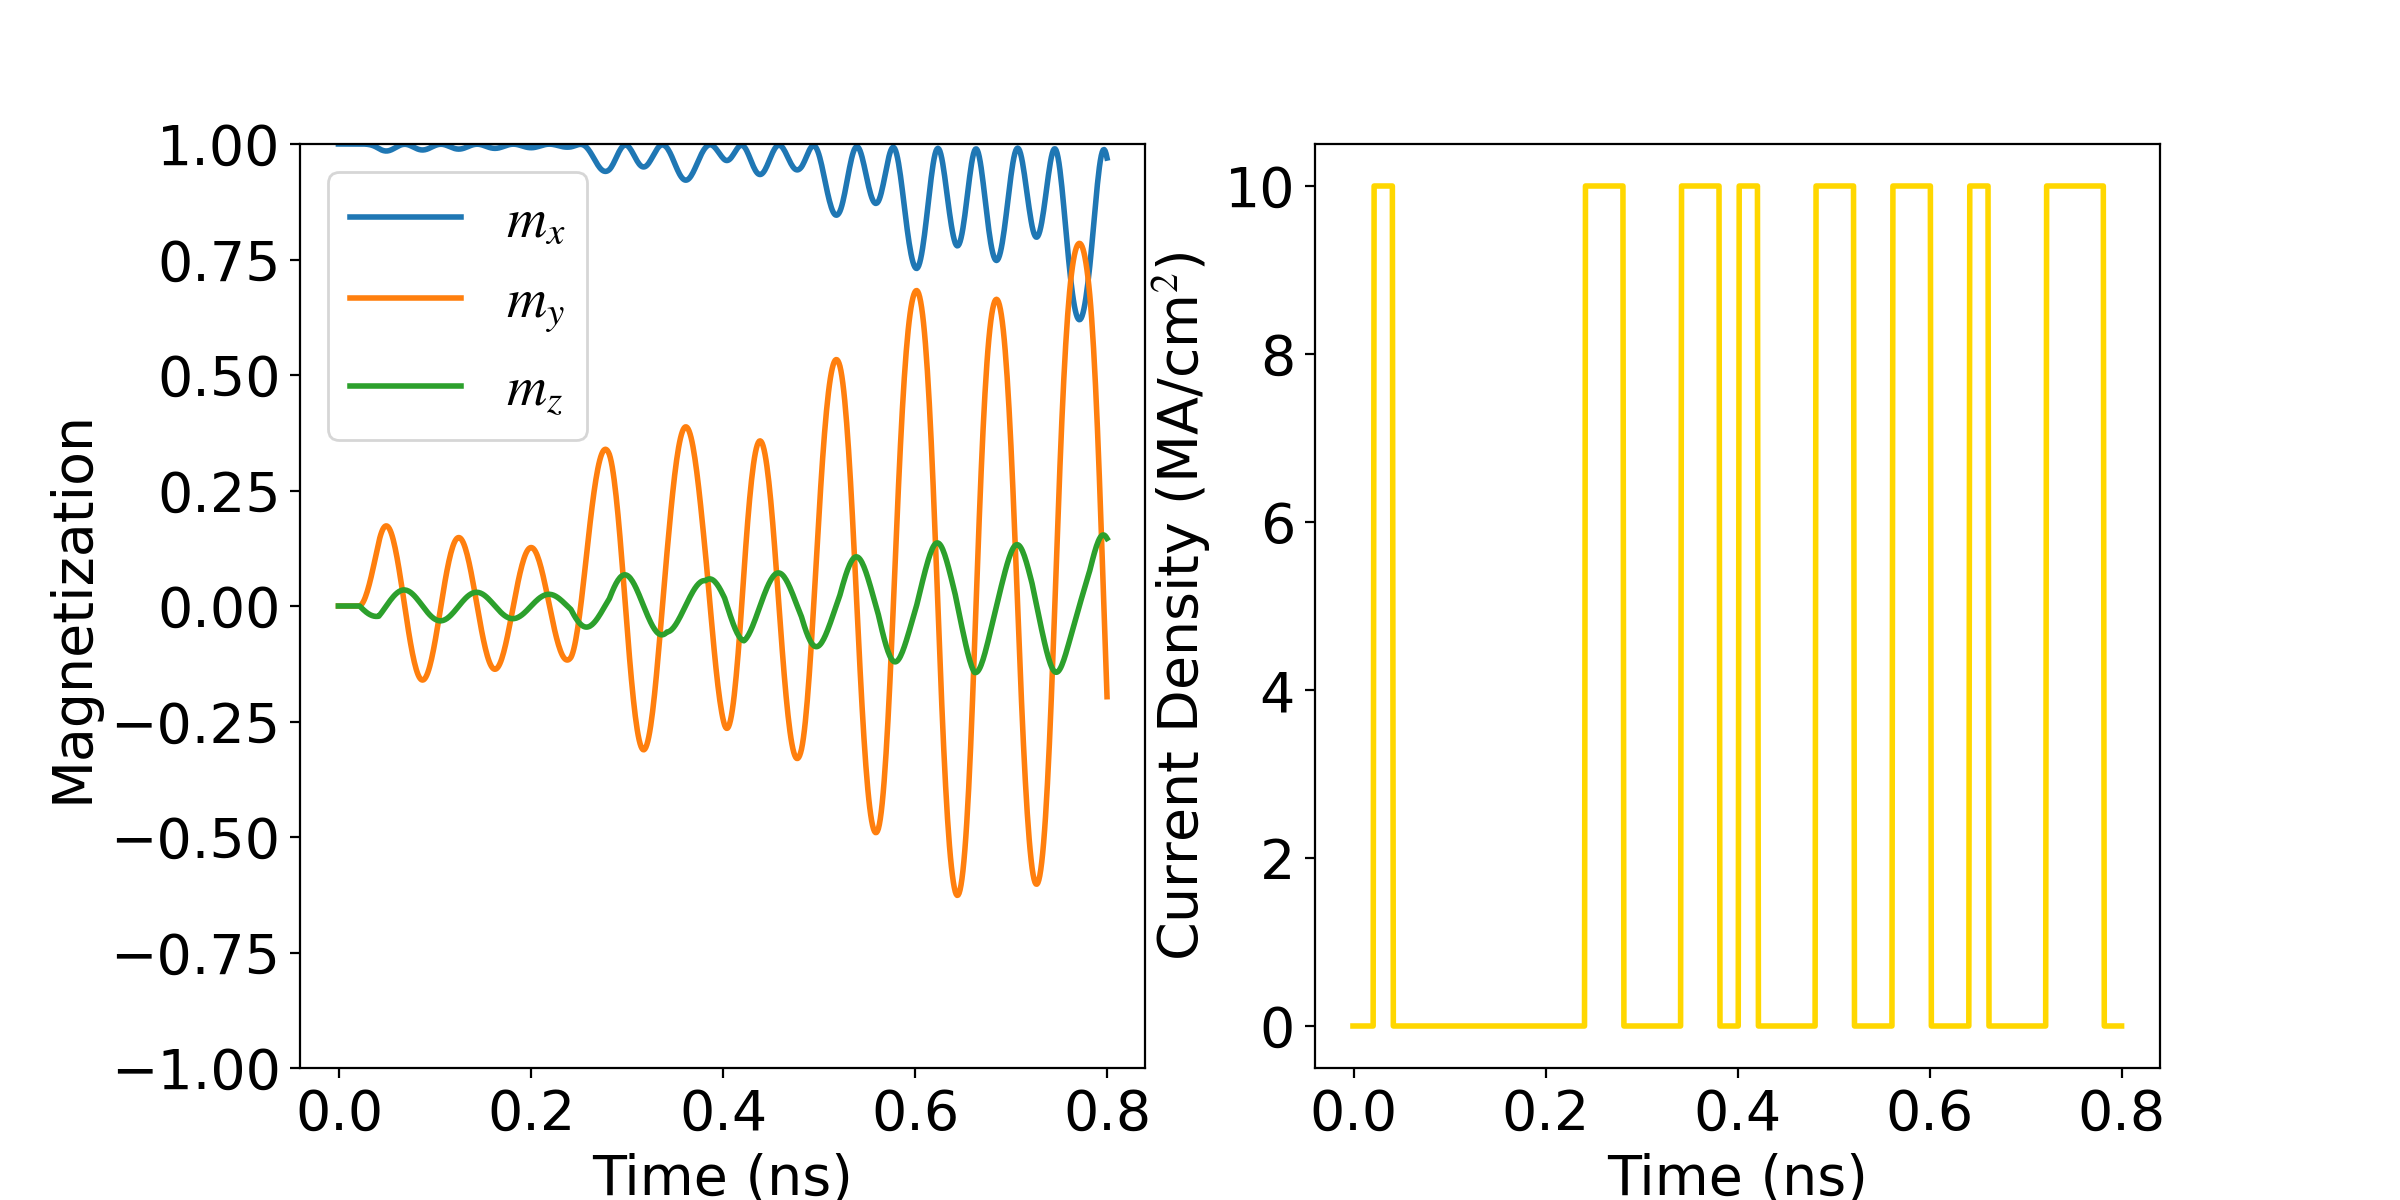 1.00
0.75
0.50
0.25
0.00
−0.25
−0.50
−0.75
−1.00
Magnetization
m_x
m_y
m_z
0.0 0.2 0.4 0.6 0.8
Time (ns)
10
8
6
4
2
0
Current Density (MA/cm²)
0.0 0.2 0.4 0.6 0.8
Time (ns)